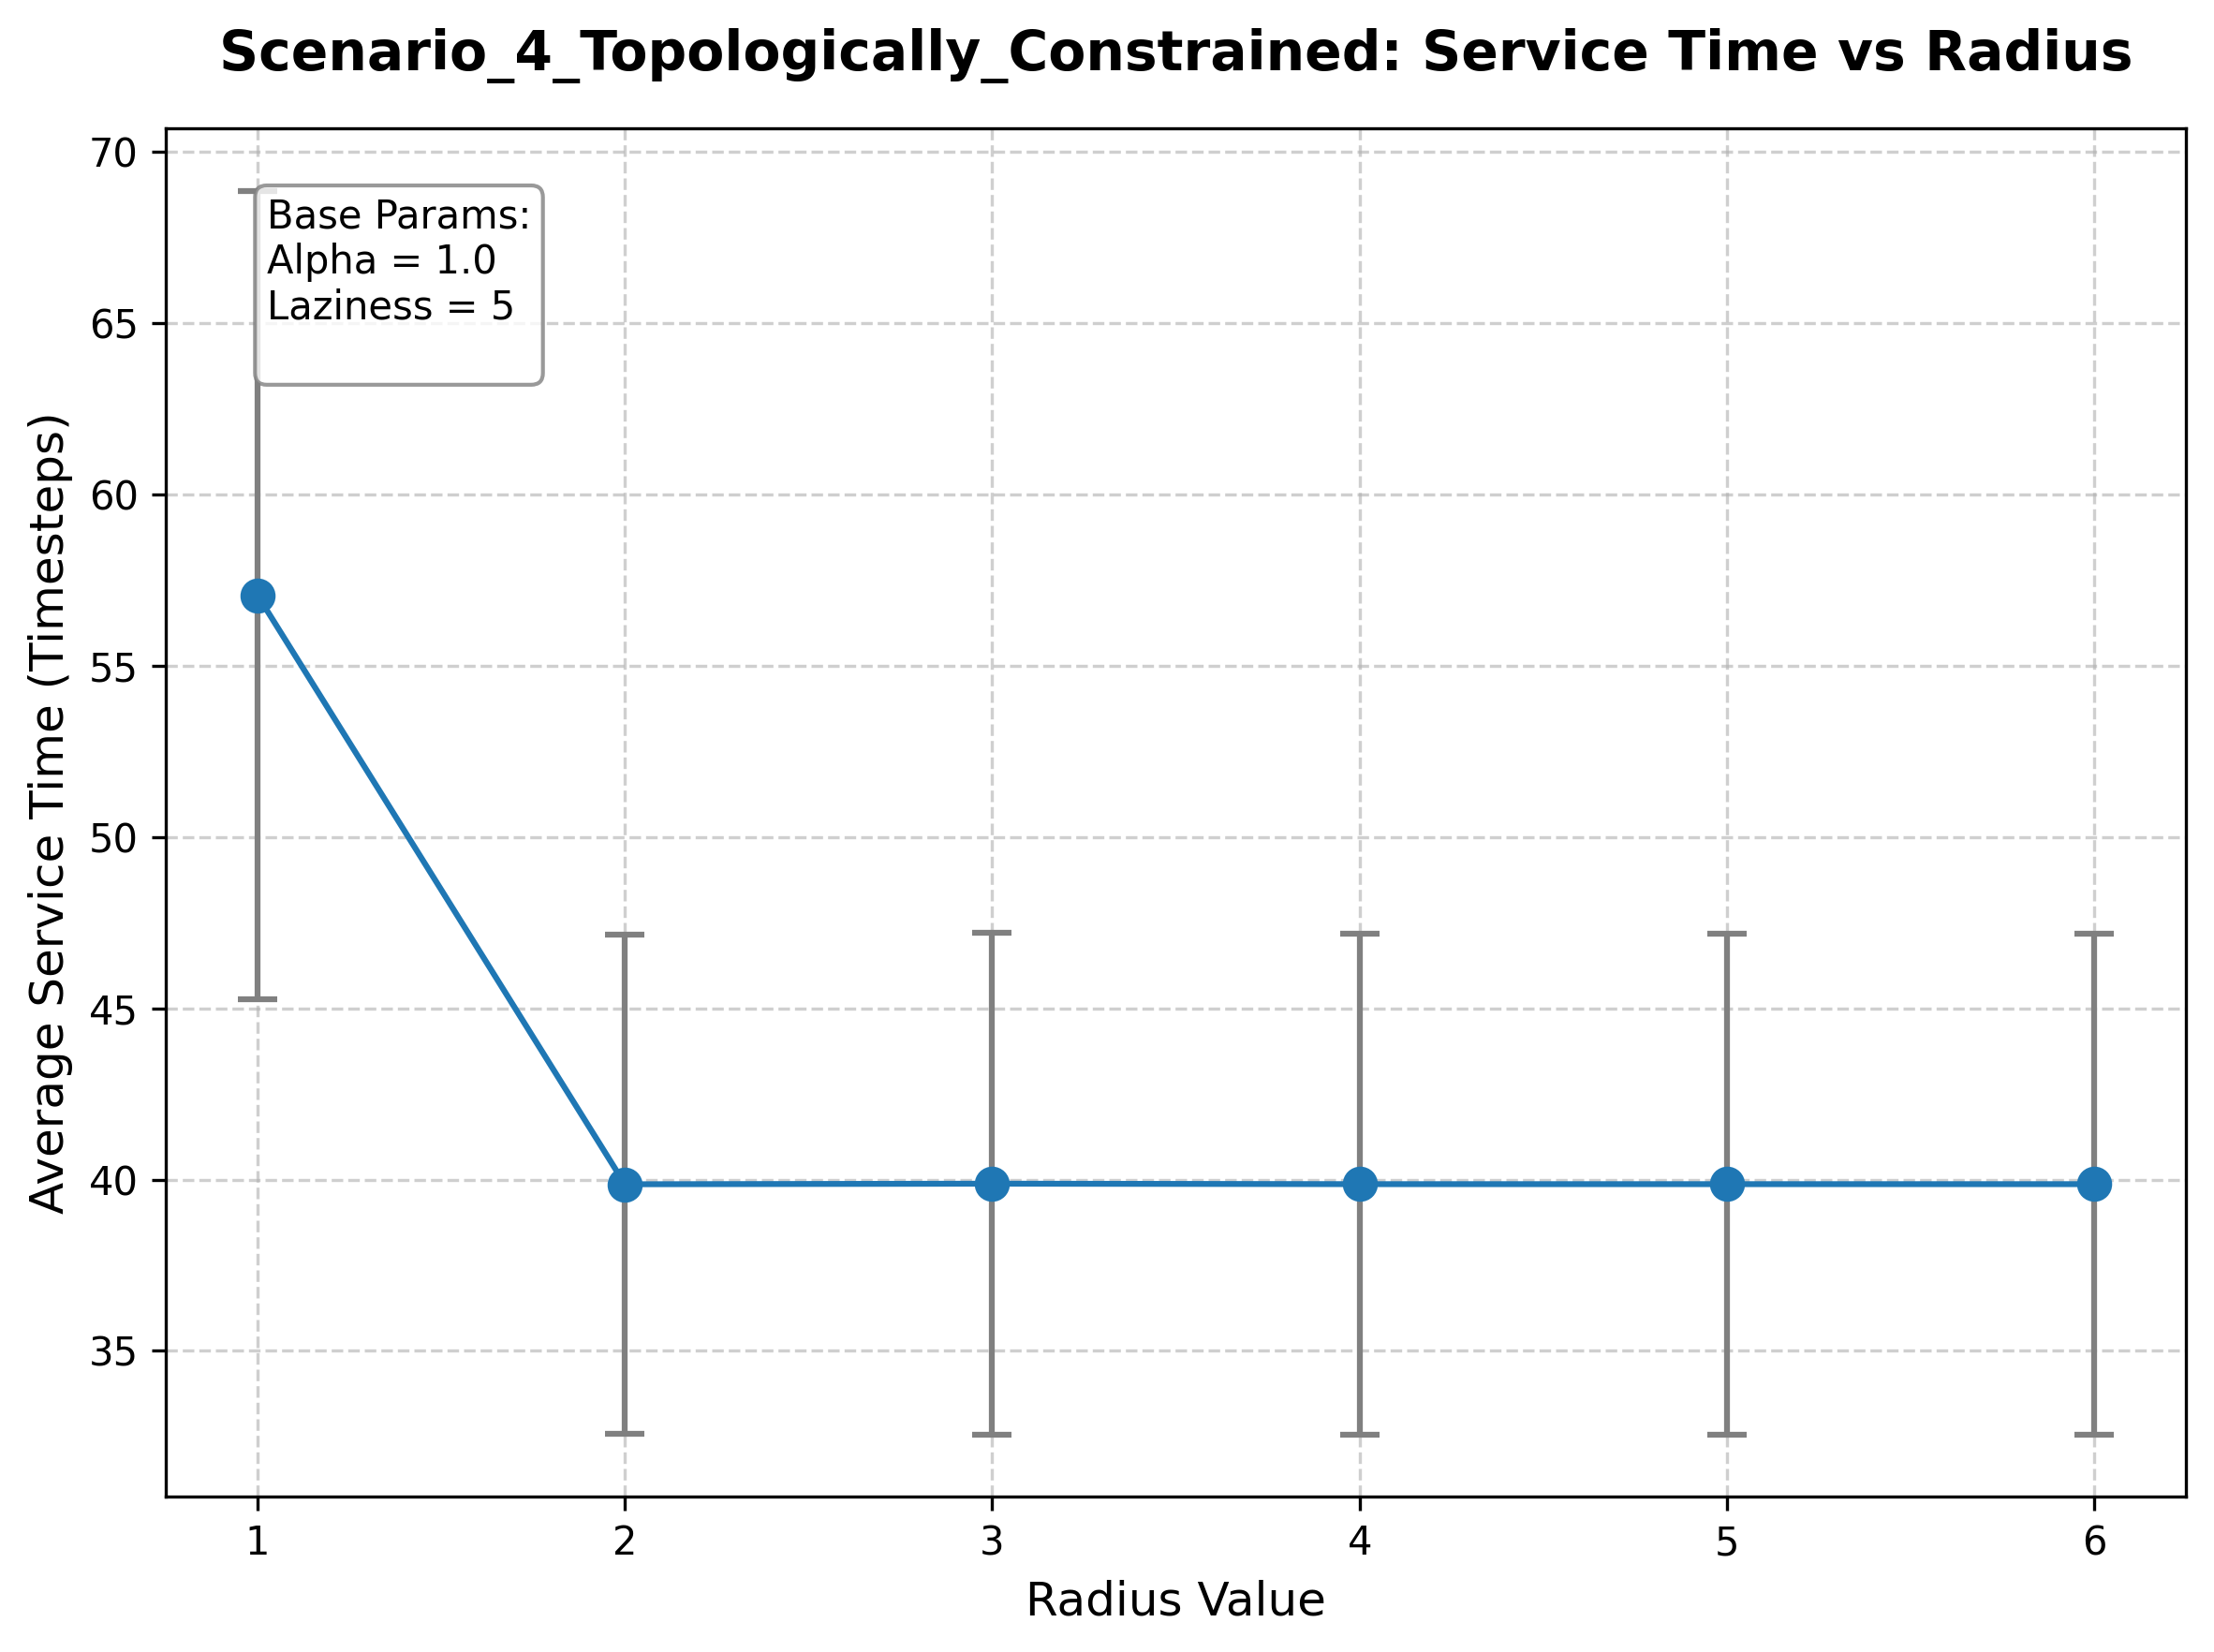 Scenario_4_Topologically_Constrained: Service Time vs Radius
70
65
60
55
50
45
40
35
Average Service Time (Timesteps)
Base Params:
Alpha = 1.0
Laziness = 5
1 2 3 4 5 6
Radius Value